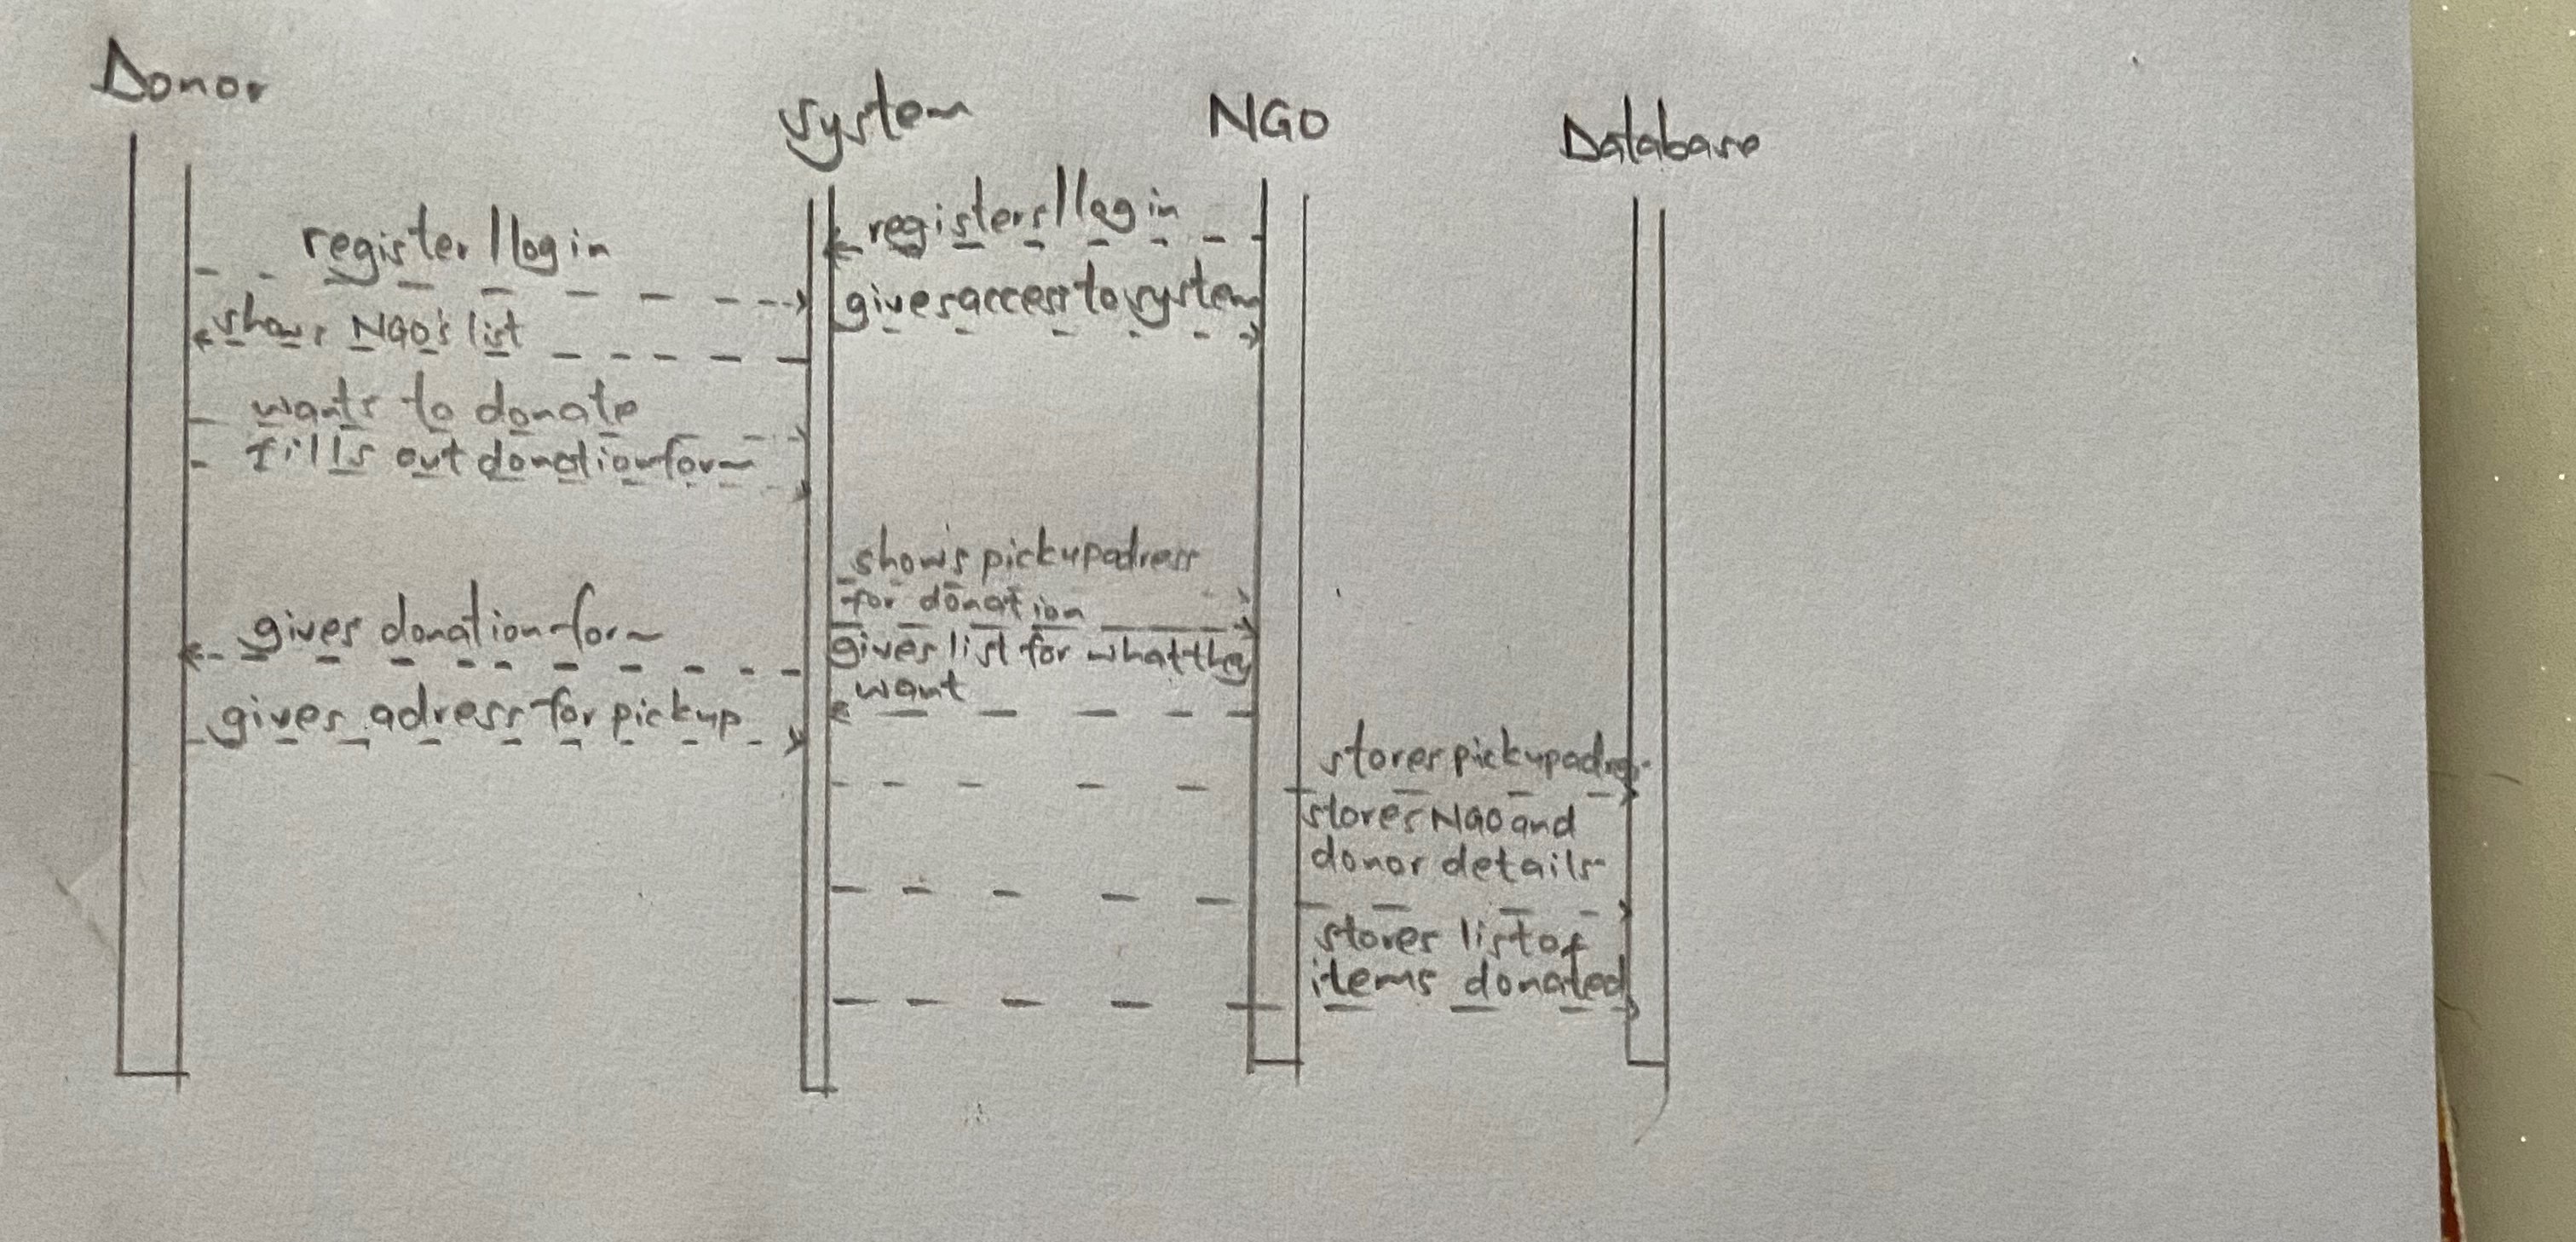 Donor
system
NGO
Database
register/login
registers/login
gives access to system
shows NGO's list
wants to donate
fills out donation form
shows pickup adress
for donation
gives donation form
gives list for what they
want
gives adress for pickup
stores pickup adress
stores NGO and
donor details
stores list of
items donated